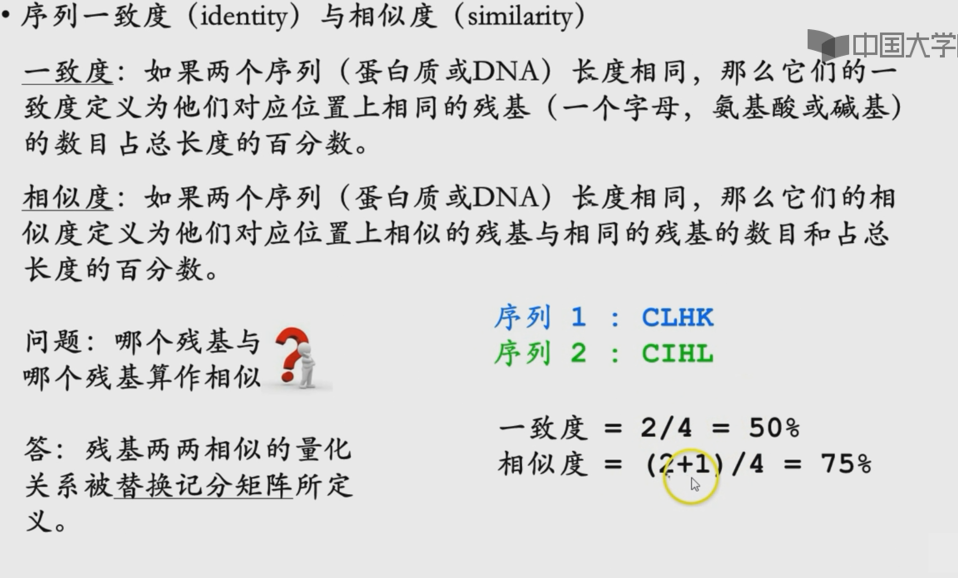 • 序列一致度（identity）与相似度（similarity）
中国大学
一致度：如果两个序列（蛋白质或DNA）长度相同，那么它们的一
致度定义为他们对应位置上相同的残基（一个字母，氨基酸或碱基）
的数目占总长度的百分数。
相似度：如果两个序列（蛋白质或DNA）长度相同，那么它们的相
似度定义为他们对应位置上相似的残基与相同的残基的数目和占总
长度的百分数。
问题：哪个残基与
哪个残基算作相似
答：残基两两相似的量化
关系被替换记分矩阵所定
义。
序列 1 : CLHK
序列 2 : CIHL
一致度 = 2/4 = 50%
相似度 = (2+1)/4 = 75%